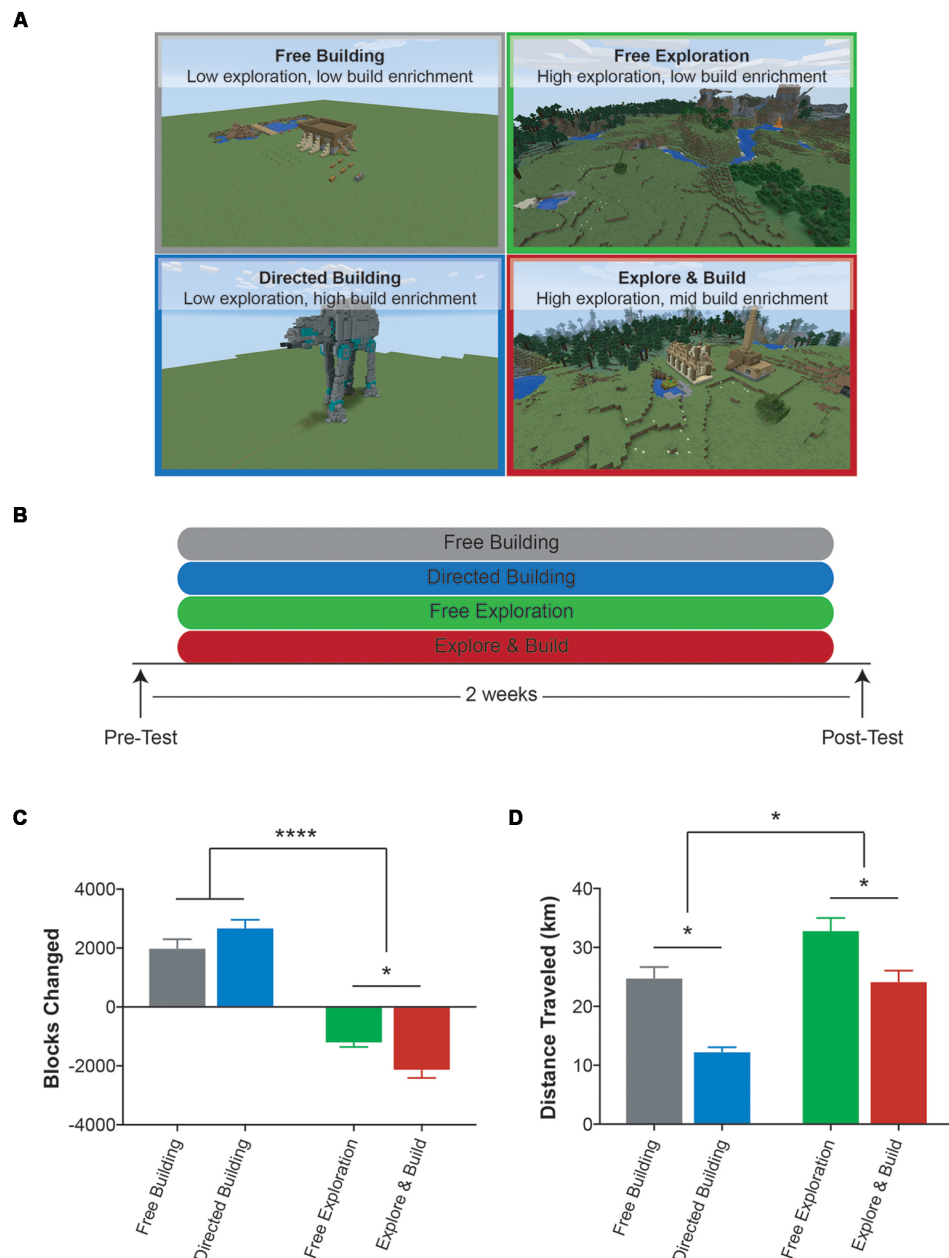 A
Free Building
Low exploration, low build enrichment
Free Exploration
High exploration, low build enrichment
Directed Building
Low exploration, high build enrichment
Explore & Build
High exploration, mid build enrichment
B
Free Building
Directed Building
Free Exploration
Explore & Build
2 weeks
Pre-Test
Post-Test
C
****
*
Blocks Changed
4000
2000
0
-2000
-4000
Free Building
Directed Building
Free Exploration
Explore & Build
D
*
*
*
Distance Traveled (km)
40
30
20
10
0
Free Building
Directed Building
Free Exploration
Explore & Build